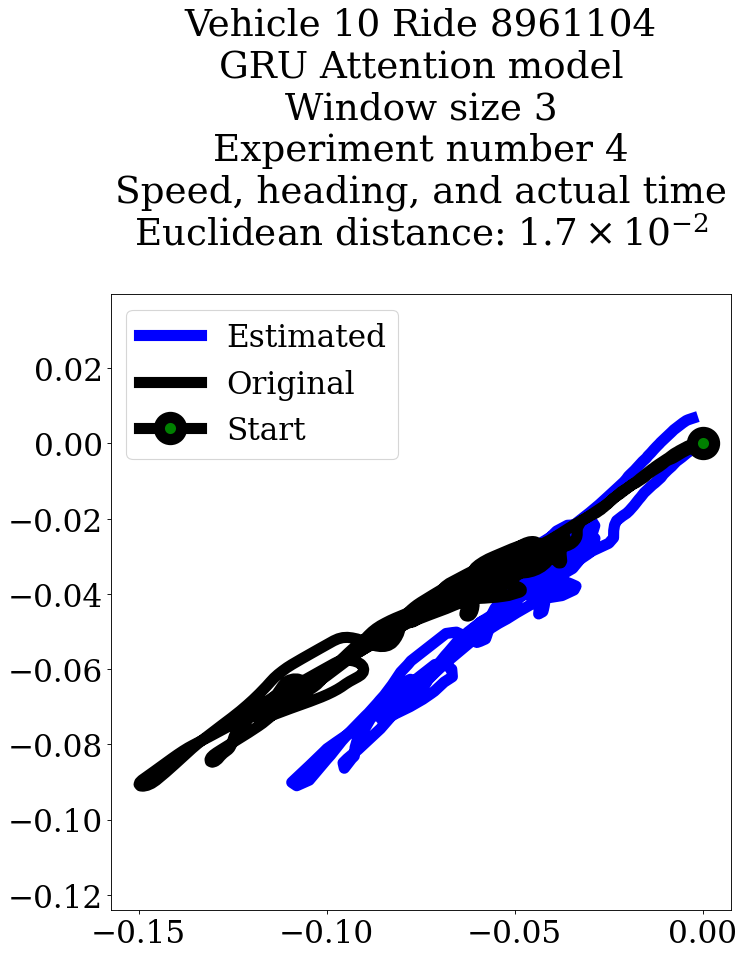 Vehicle 10 Ride 8961104
GRU Attention model
Window size 3
Experiment number 4
Speed, heading, and actual time
Euclidean distance: 1.7 × 10⁻²
Estimated
Original
Start
0.02
0.00
−0.02
−0.04
−0.06
−0.08
−0.10
−0.12
−0.15
−0.10
−0.05
0.00